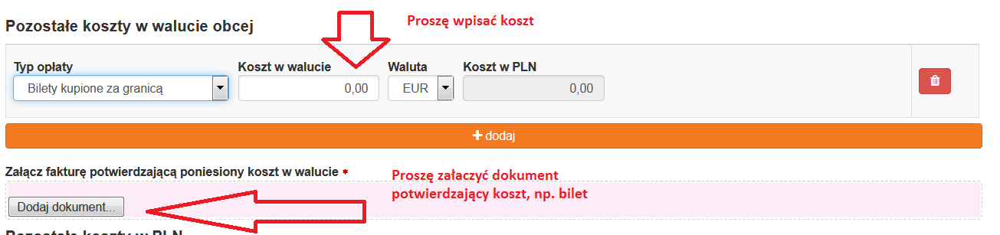 Pozostałe koszty w walucie obcej
Proszę wpisać koszt
Typ opłaty Koszt w walucie Waluta Koszt w PLN
Bilety kupione za granicą 0,00 EUR 0,00
+ dodaj
Załącz fakturę potwierdzającą poniesiony koszt w walucie *
Proszę załaczyć dokument
potwierdzający koszt, np. bilet
Dodaj dokument...
Pozostałe koszty w PLN